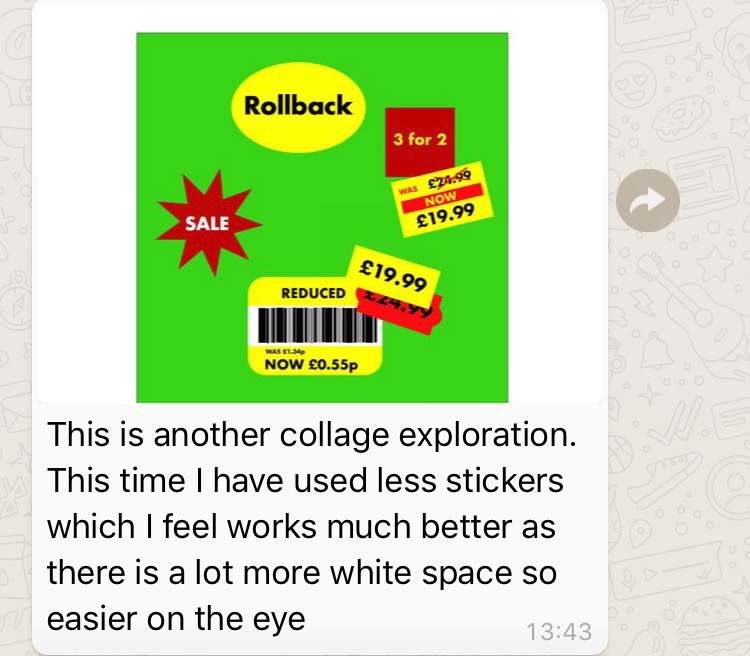 Rollback
3 for 2
WAS £24.99
NOW
£19.99
SALE
£19.99
£24.99
REDUCED
WAS £1.34p
NOW £0.55p
This is another collage exploration.
This time I have used less stickers
which I feel works much better as
there is a lot more white space so
easier on the eye
13:43